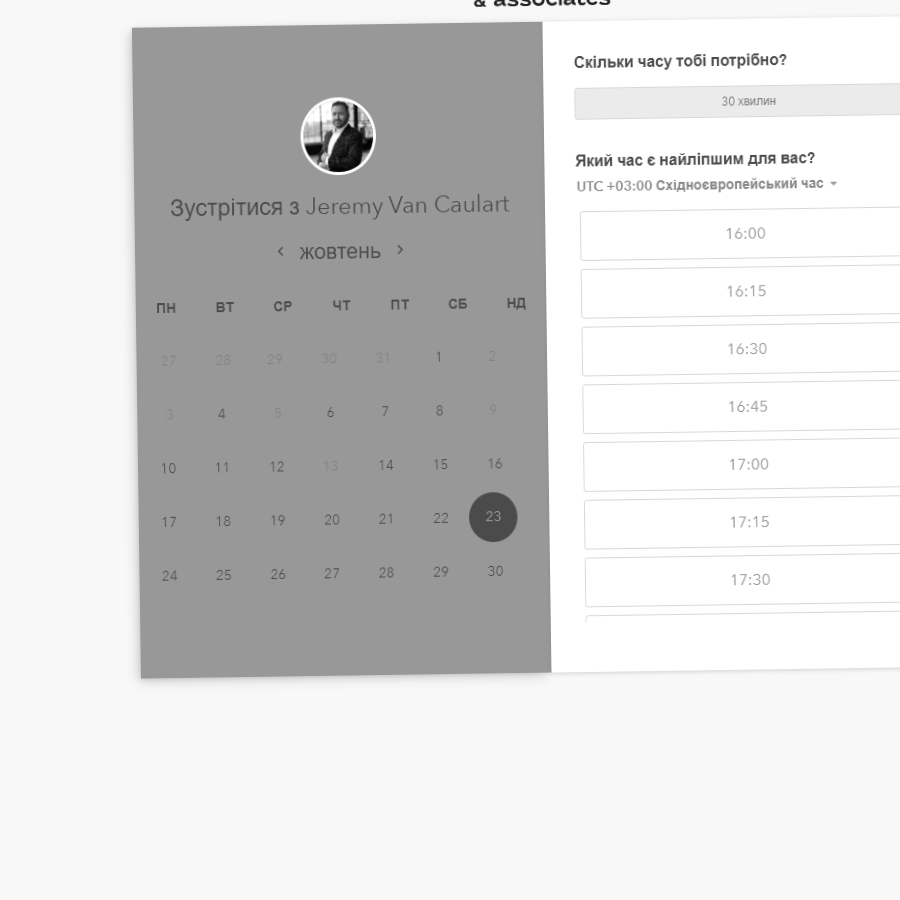 & associates
Зустрітися з Jeremy Van Caulart
жовтень
ПН ВТ СР ЧТ ПТ СБ НД
27 28 29 30 31 1 2
3 4 5 6 7 8 9
10 11 12 13 14 15 16
17 18 19 20 21 22 23
24 25 26 27 28 29 30
Скільки часу тобі потрібно?
30 хвилин
Який час є найліпшим для вас?
UTC +03:00 Східноєвропейський час
16:00
16:15
16:30
16:45
17:00
17:15
17:30